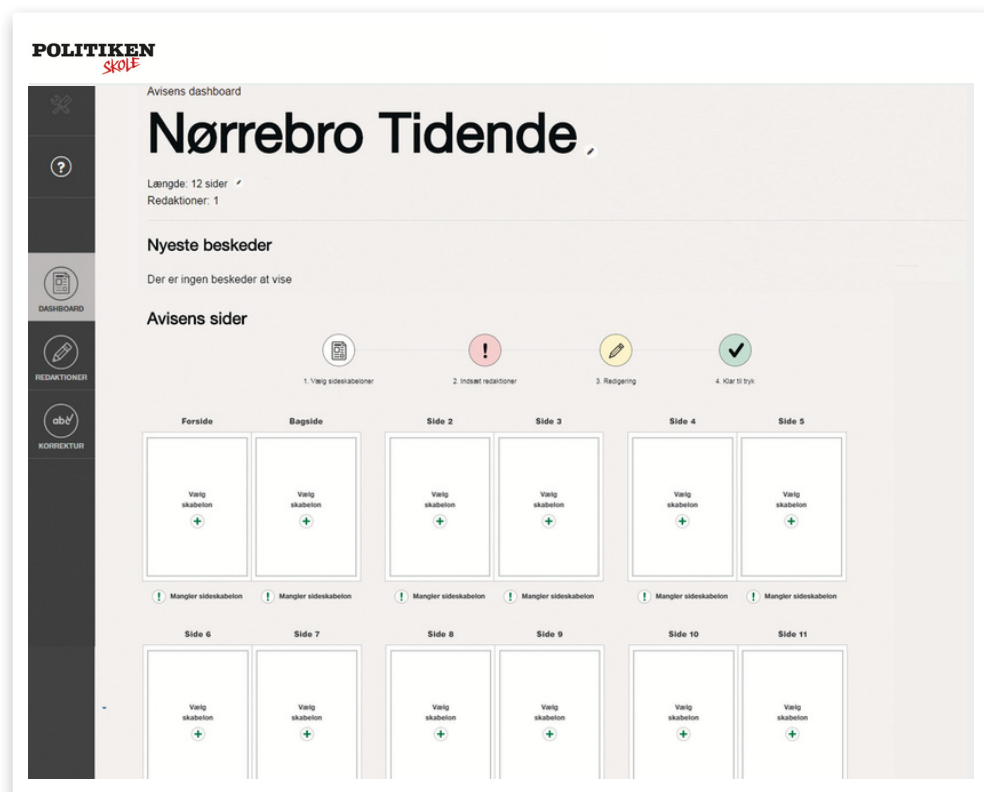 POLITIKEN
SKOLE
Avisens dashboard
Nørrebro Tidende
Længde: 12 sider
Redaktioner: 1
Nyeste beskeder
Der er ingen beskeder at vise
Avisens sider
DASHBOARD
REDAKTIONER
abc
KORREKTUR
1. Vælg sideskabeloner
2. Indsæt redaktioner
3. Redigering
4. Klar til tryk
Forside Bagside Side 2 Side 3 Side 4 Side 5
Vælg Vælg Vælg Vælg Vælg Vælg
skabelon skabelon skabelon skabelon skabelon skabelon
Mangler sideskabelon Mangler sideskabelon Mangler sideskabelon Mangler sideskabelon Mangler sideskabelon Mangler sideskabelon
Side 6 Side 7 Side 8 Side 9 Side 10 Side 11
Vælg Vælg Vælg Vælg Vælg Vælg
skabelon skabelon skabelon skabelon skabelon skabelon